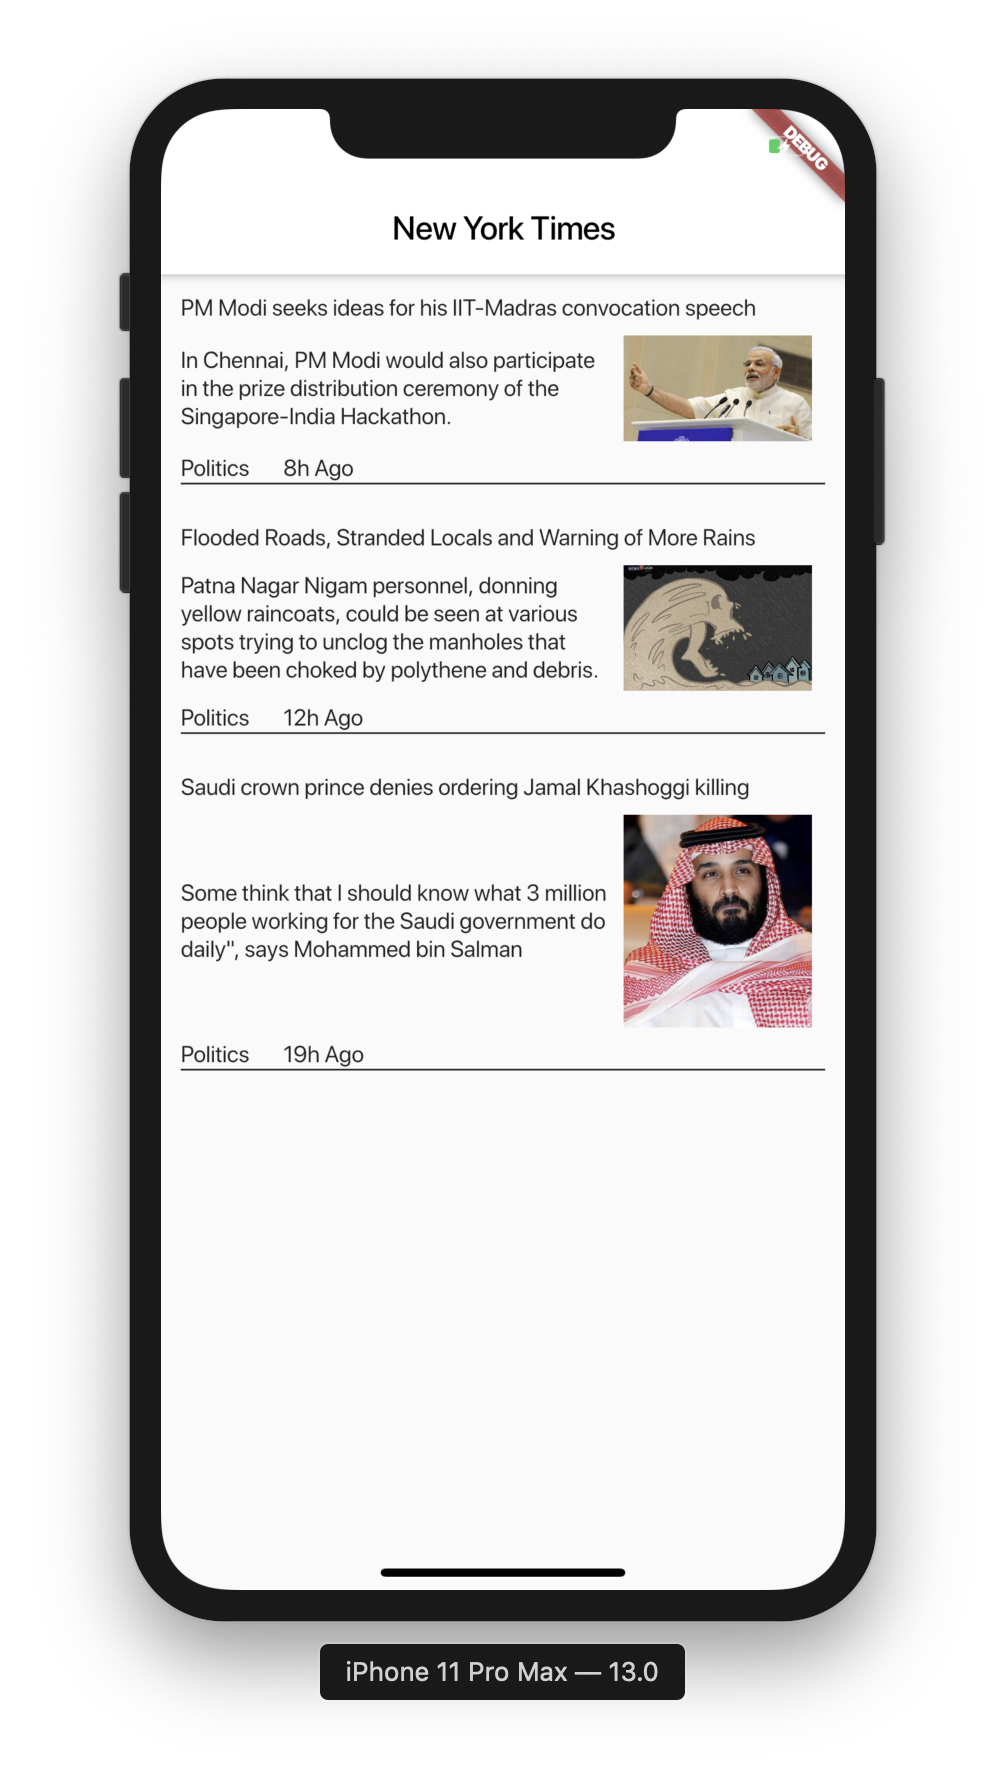 DEBUG
New York Times
PM Modi seeks ideas for his IIT-Madras convocation speech
In Chennai, PM Modi would also participate
in the prize distribution ceremony of the
Singapore-India Hackathon.
Politics 8h Ago
Flooded Roads, Stranded Locals and Warning of More Rains
Patna Nagar Nigam personnel, donning
yellow raincoats, could be seen at various
spots trying to unclog the manholes that
have been choked by polythene and debris.
Politics 12h Ago
Saudi crown prince denies ordering Jamal Khashoggi killing
Some think that I should know what 3 million
people working for the Saudi government do
daily", says Mohammed bin Salman
Politics 19h Ago
iPhone 11 Pro Max — 13.0